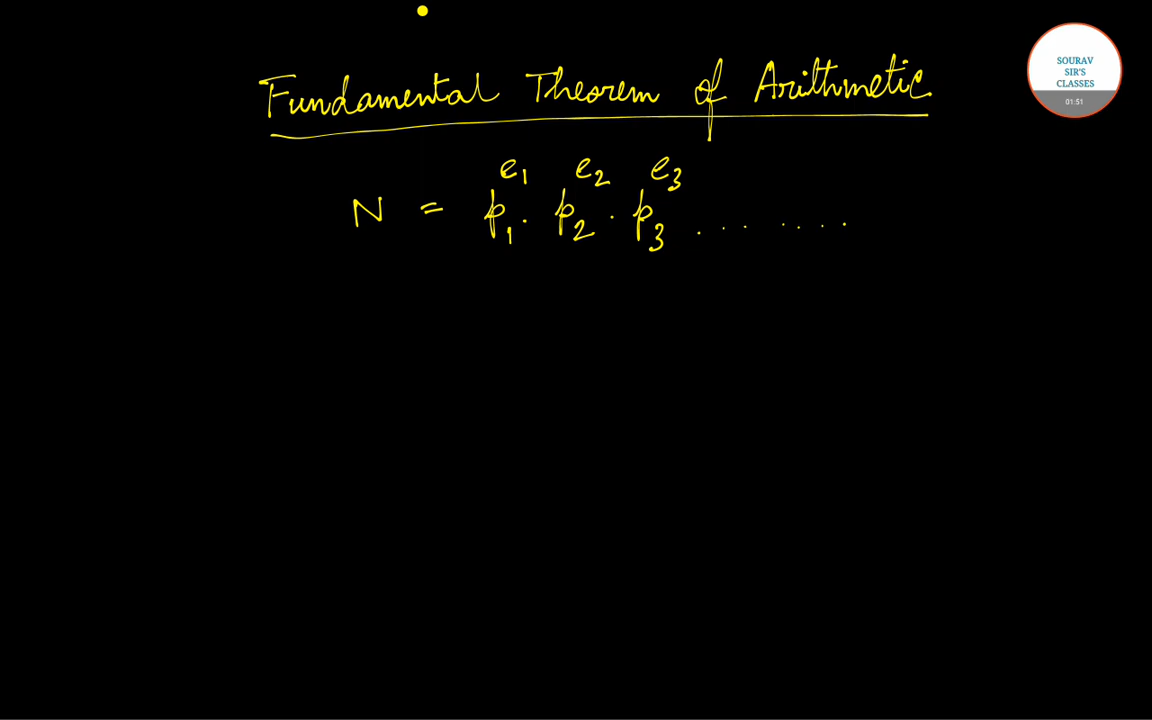 Fundamental Theorem of Arithmetic
SOURAV
SIR'S
CLASSES
01:51
e₁ e₂ e₃
N = p₁ . p₂ . p₃ . . . . . . . .